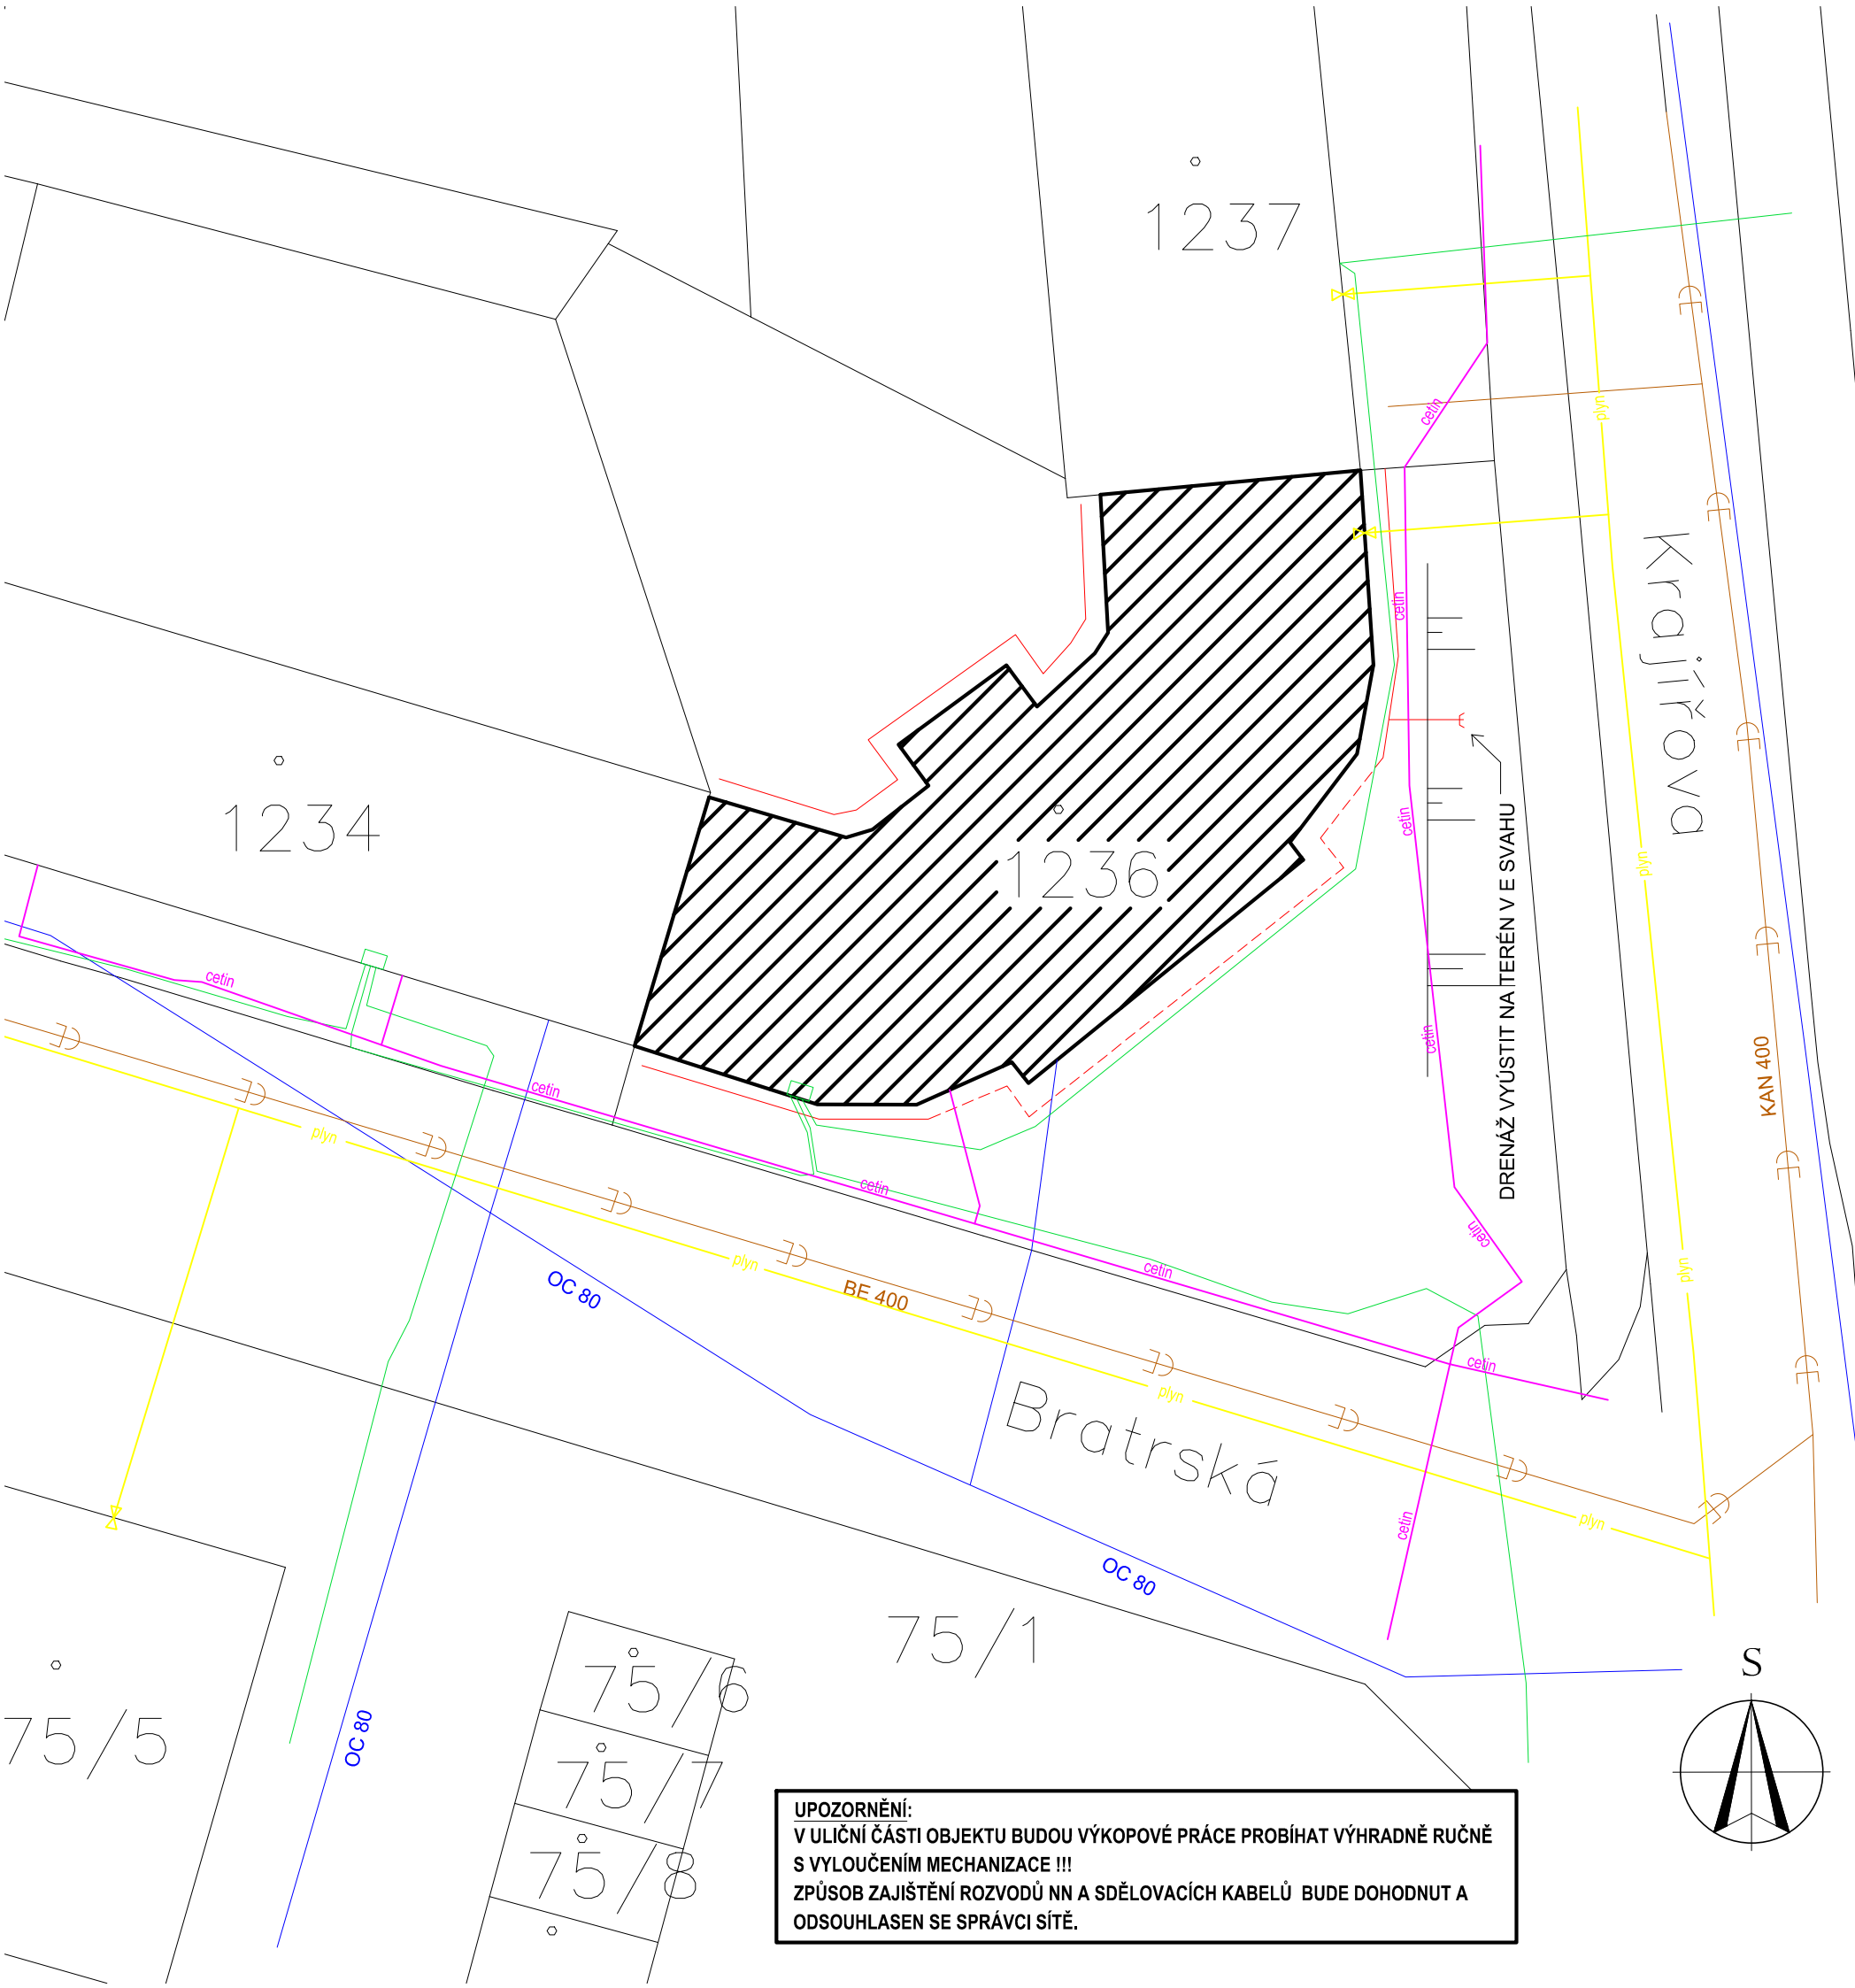 1237
cetin
plyn
Krajířova
cetin
1234
cetin
1236
plyn
DRENÁŽ VYÚSTIT NA TERÉN V SVAHU
cetin
cetin
KAN 400
cetin
plyn
cetin
cetin
plyn
plyn
cetin
OC 80
BE 400
cetin
plyn
Bratrská
cetin
plyn
OC 80
75/1
S
75/6
75/5
OC 80
75/7
75/8
UPOZORNĚNÍ:
V ULIČNÍ ČÁSTI OBJEKTU BUDOU VÝKOPOVÉ PRÁCE PROBÍHAT VÝHRADNĚ RUČNĚ
S VYLOUČENÍM MECHANIZACE !!!
ZPŮSOB ZAJIŠTĚNÍ ROZVODŮ NN A SDĚLOVACÍCH KABELŮ BUDE DOHODNUT A
ODSOUHLASEN SE SPRÁVCI SÍTĚ.